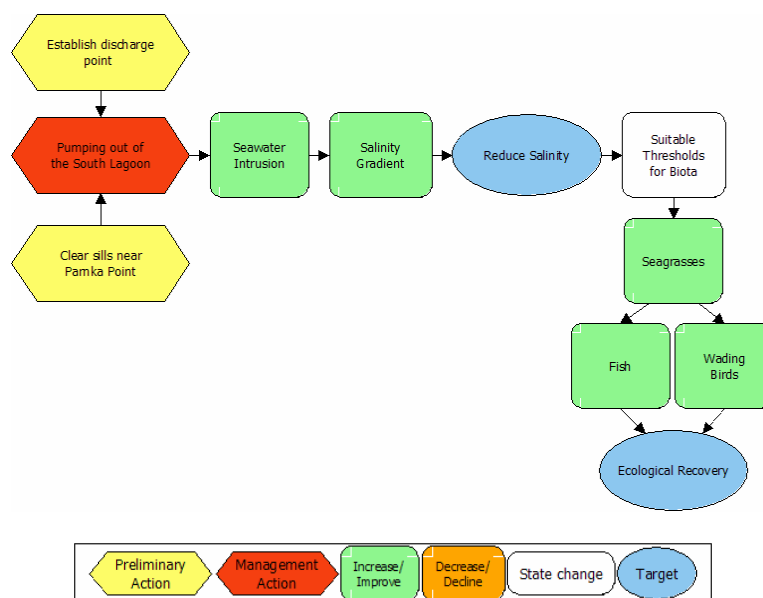 Establish discharge
point
Pumping out of
the South Lagoon
Seawater
Intrusion
Salinity
Gradient
Reduce Salinity
Suitable
Thresholds
for Biota
Clear sills near
Parnka Point
Seagrasses
Fish
Wading
Birds
Ecological Recovery
Preliminary
Action
Management
Action
Increase/
Improve
Decrease/
Decline
State change
Target